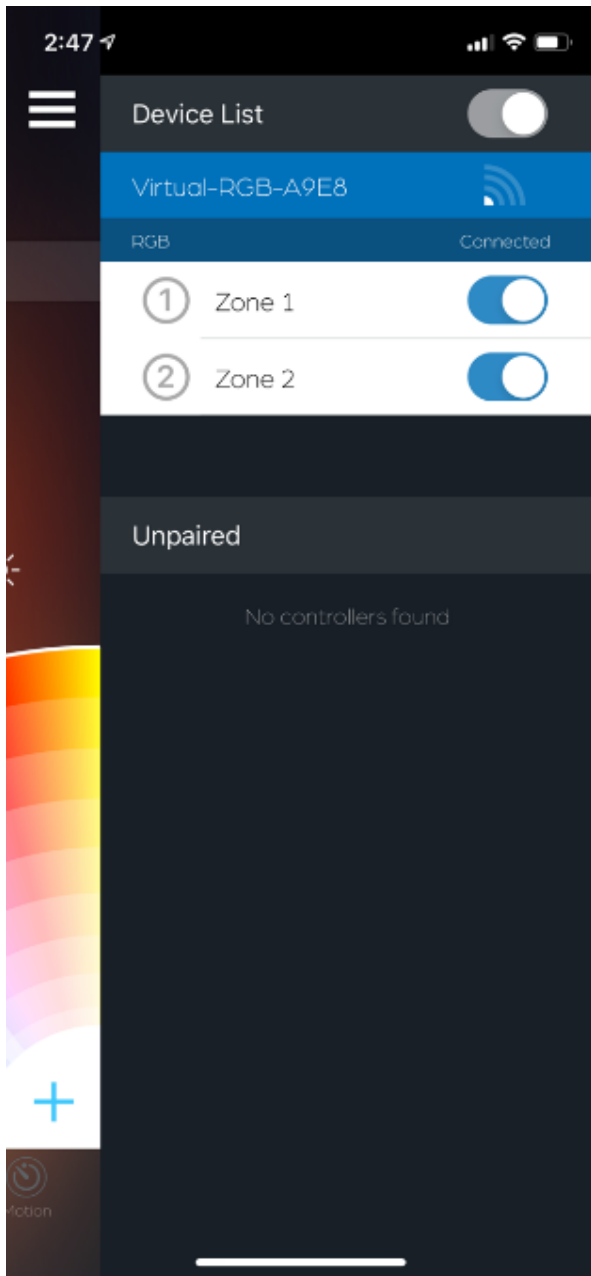 2:47
Device List
Virtual-RGB-A9E8
RGB Connected
1 Zone 1
2 Zone 2
Unpaired
No controllers found
Motion